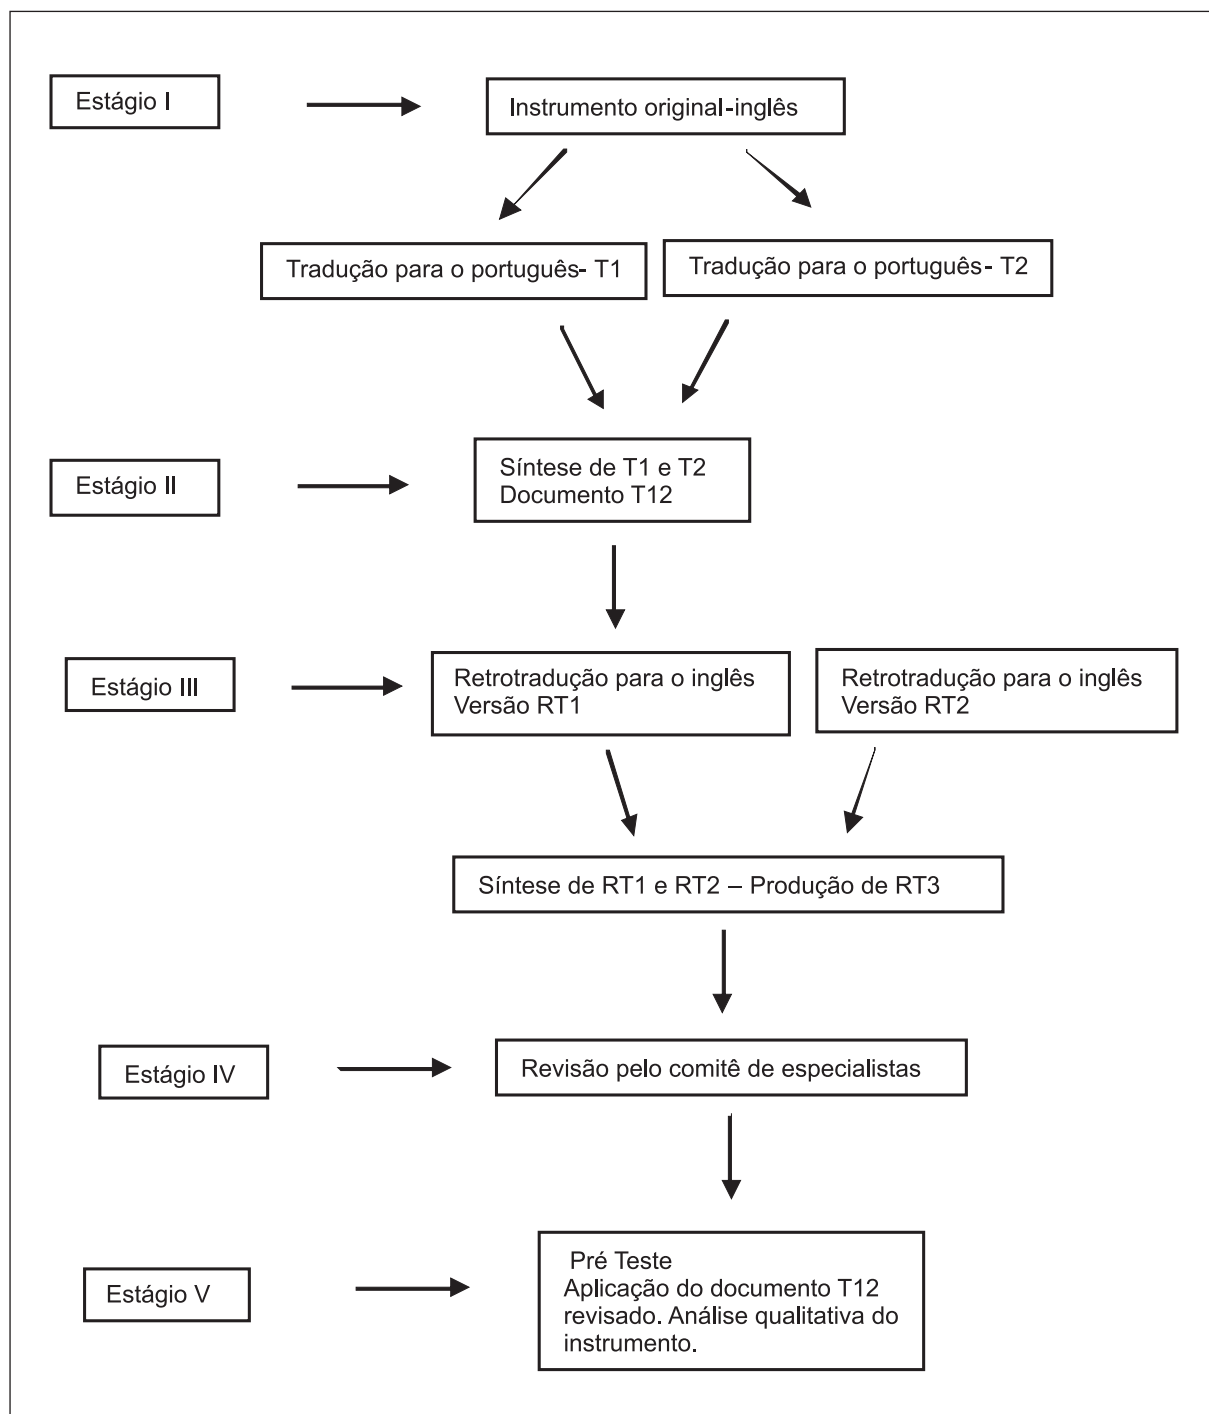 Estágio I
Instrumento original-inglês
Tradução para o português- T1
Tradução para o português- T2
Estágio II
Síntese de T1 e T2
Documento T12
Estágio III
Retrotradução para o inglês
Versão RT1
Retrotradução para o inglês
Versão RT2
Síntese de RT1 e RT2 – Produção de RT3
Estágio IV
Revisão pelo comitê de especialistas
Estágio V
Pré Teste
Aplicação do documento T12
revisado. Análise qualitativa do
instrumento.